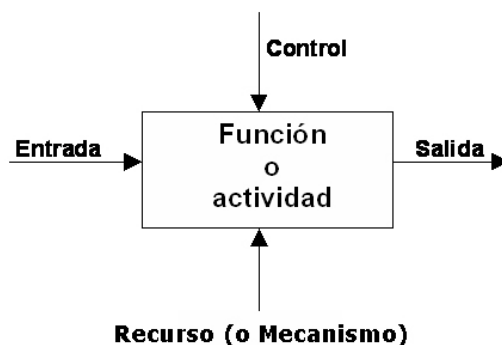 Control
Entrada
Función
o
actividad
Salida
Recurso (o Mecanismo)